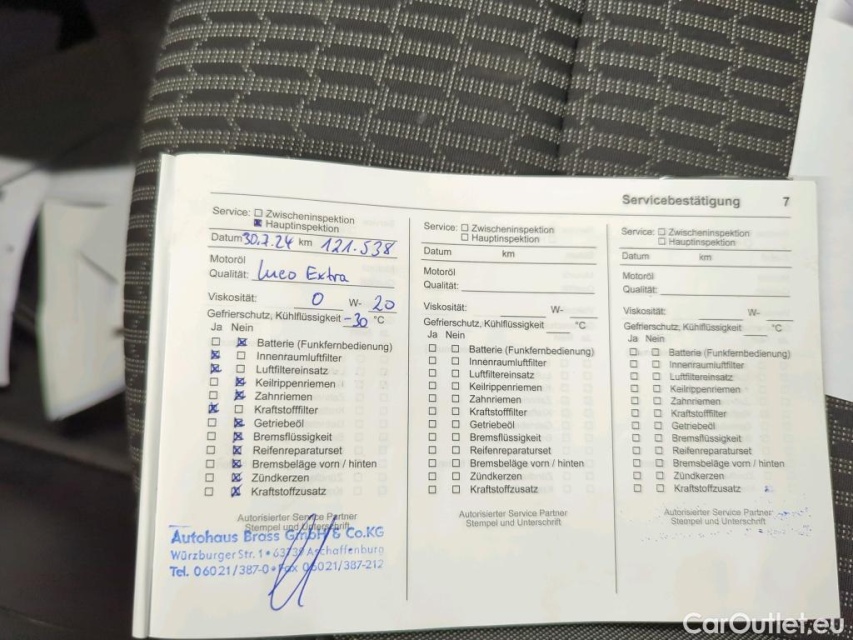 Servicebestätigung 7
Service: Zwischeninspektion
Hauptinspektion
Datum 30.7.24 km 121.538
Motoröl
Qualität: Ineo Extra
Viskosität: 0 W- 20
Gefrierschutz, Kühlflüssigkeit -30 °C
Ja Nein
Batterie (Funkfernbedienung)
Innenraumluftfilter
Luftfiltereinsatz
Keilrippenriemen
Zahnriemen
Kraftstofffilter
Getriebeöl
Bremsflüssigkeit
Reifenreparaturset
Bremsbeläge vorn / hinten
Zündkerzen
Kraftstoffzusatz
Autorisierter Service Partner
Stempel und Unterschrift
Autohaus Brass GmbH & Co.KG
Würzburger Str. 1 • 63739 Aschaffenburg
Tel. 06021/387-0 • Fax 06021/387-212
Service: Zwischeninspektion
Hauptinspektion
Datum km
Motoröl
Qualität:
Viskosität: W-
Gefrierschutz, Kühlflüssigkeit °C
Ja Nein
Batterie (Funkfernbedienung)
Innenraumluftfilter
Luftfiltereinsatz
Keilrippenriemen
Zahnriemen
Kraftstofffilter
Getriebeöl
Bremsflüssigkeit
Reifenreparaturset
Bremsbeläge vorn / hinten
Zündkerzen
Kraftstoffzusatz
Autorisierter Service Partner
Stempel und Unterschrift
Service: Zwischeninspektion
Hauptinspektion
Datum km
Motoröl
Qualität:
Viskosität: W-
Gefrierschutz, Kühlflüssigkeit °C
Ja Nein
Batterie (Funkfernbedienung)
Innenraumluftfilter
Luftfiltereinsatz
Keilrippenriemen
Zahnriemen
Kraftstofffilter
Getriebeöl
Bremsflüssigkeit
Reifenreparaturset
Bremsbeläge vorn / hinten
Zündkerzen
Kraftstoffzusatz
Autorisierter Service Partner
Stempel und Unterschrift
CarOutlet.eu